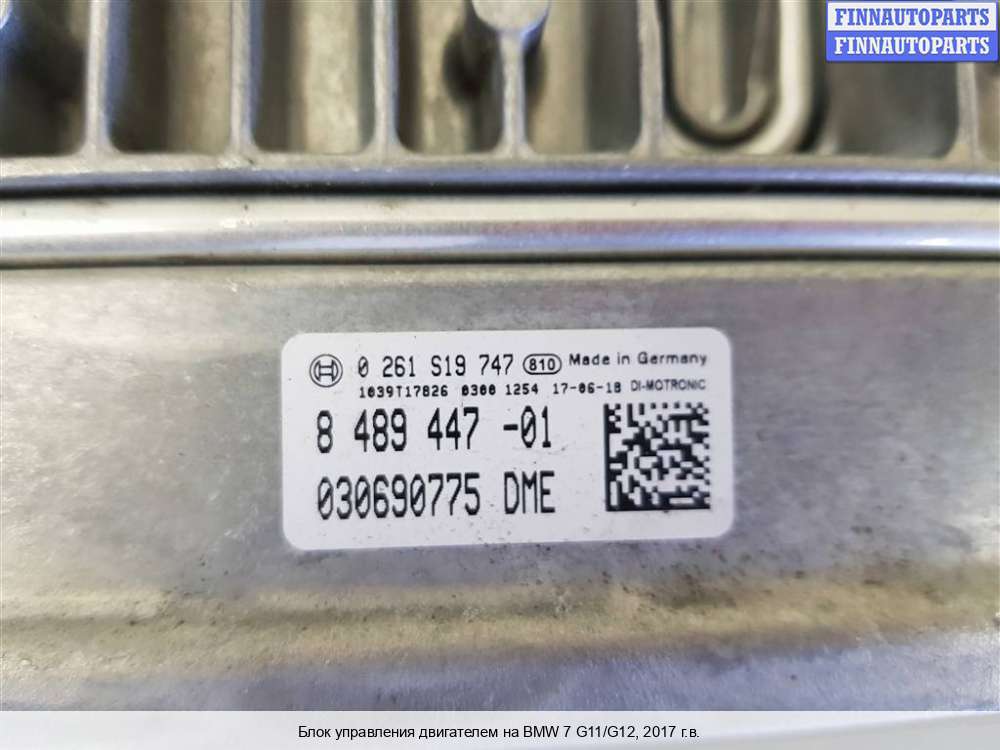 FINNAUTOPARTS
FINNAUTOPARTS
0 261 S19 747 810 Made in Germany
1039T17826 0300 1254 17-06-18 DI-MOTRONIC
8 489 447 -01
030690775 DME
Блок управления двигателем на BMW 7 G11/G12, 2017 г.в.